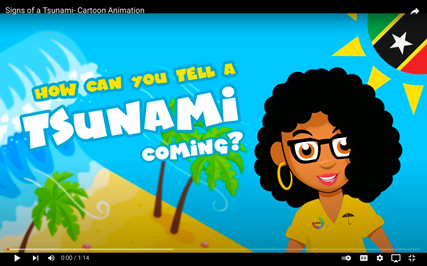 Signs of a Tsunami- Cartoon Animation
HOW CAN YOU TELL A
TSUNAMI
COMING?
0:00 / 1:14